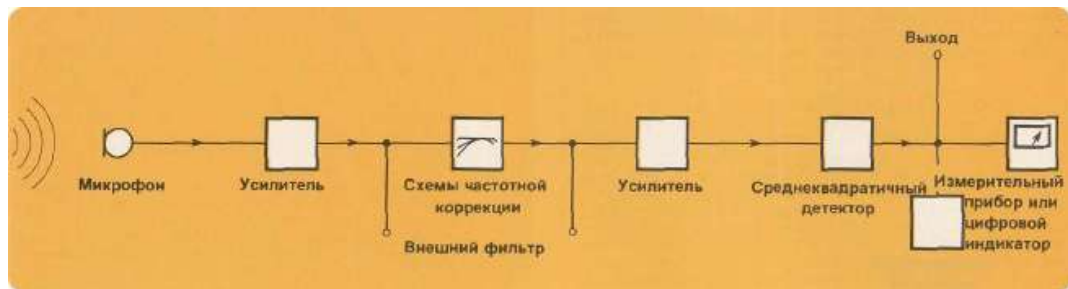 Выход
Микрофон
Усилитель
Схемы частотной
коррекции
Усилитель
Среднеквадратичный
детектор
Измерительный
прибор или
цифровой
индикатор
Внешний фильтр